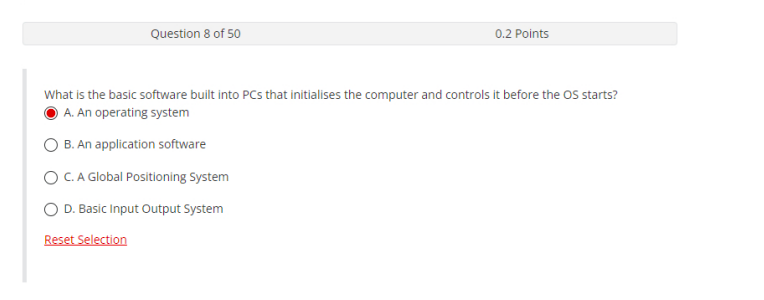 Question 8 of 50 0.2 Points
What is the basic software built into PCs that initialises the computer and controls it before the OS starts?
A. An operating system
B. An application software
C. A Global Positioning System
D. Basic Input Output System
Reset Selection